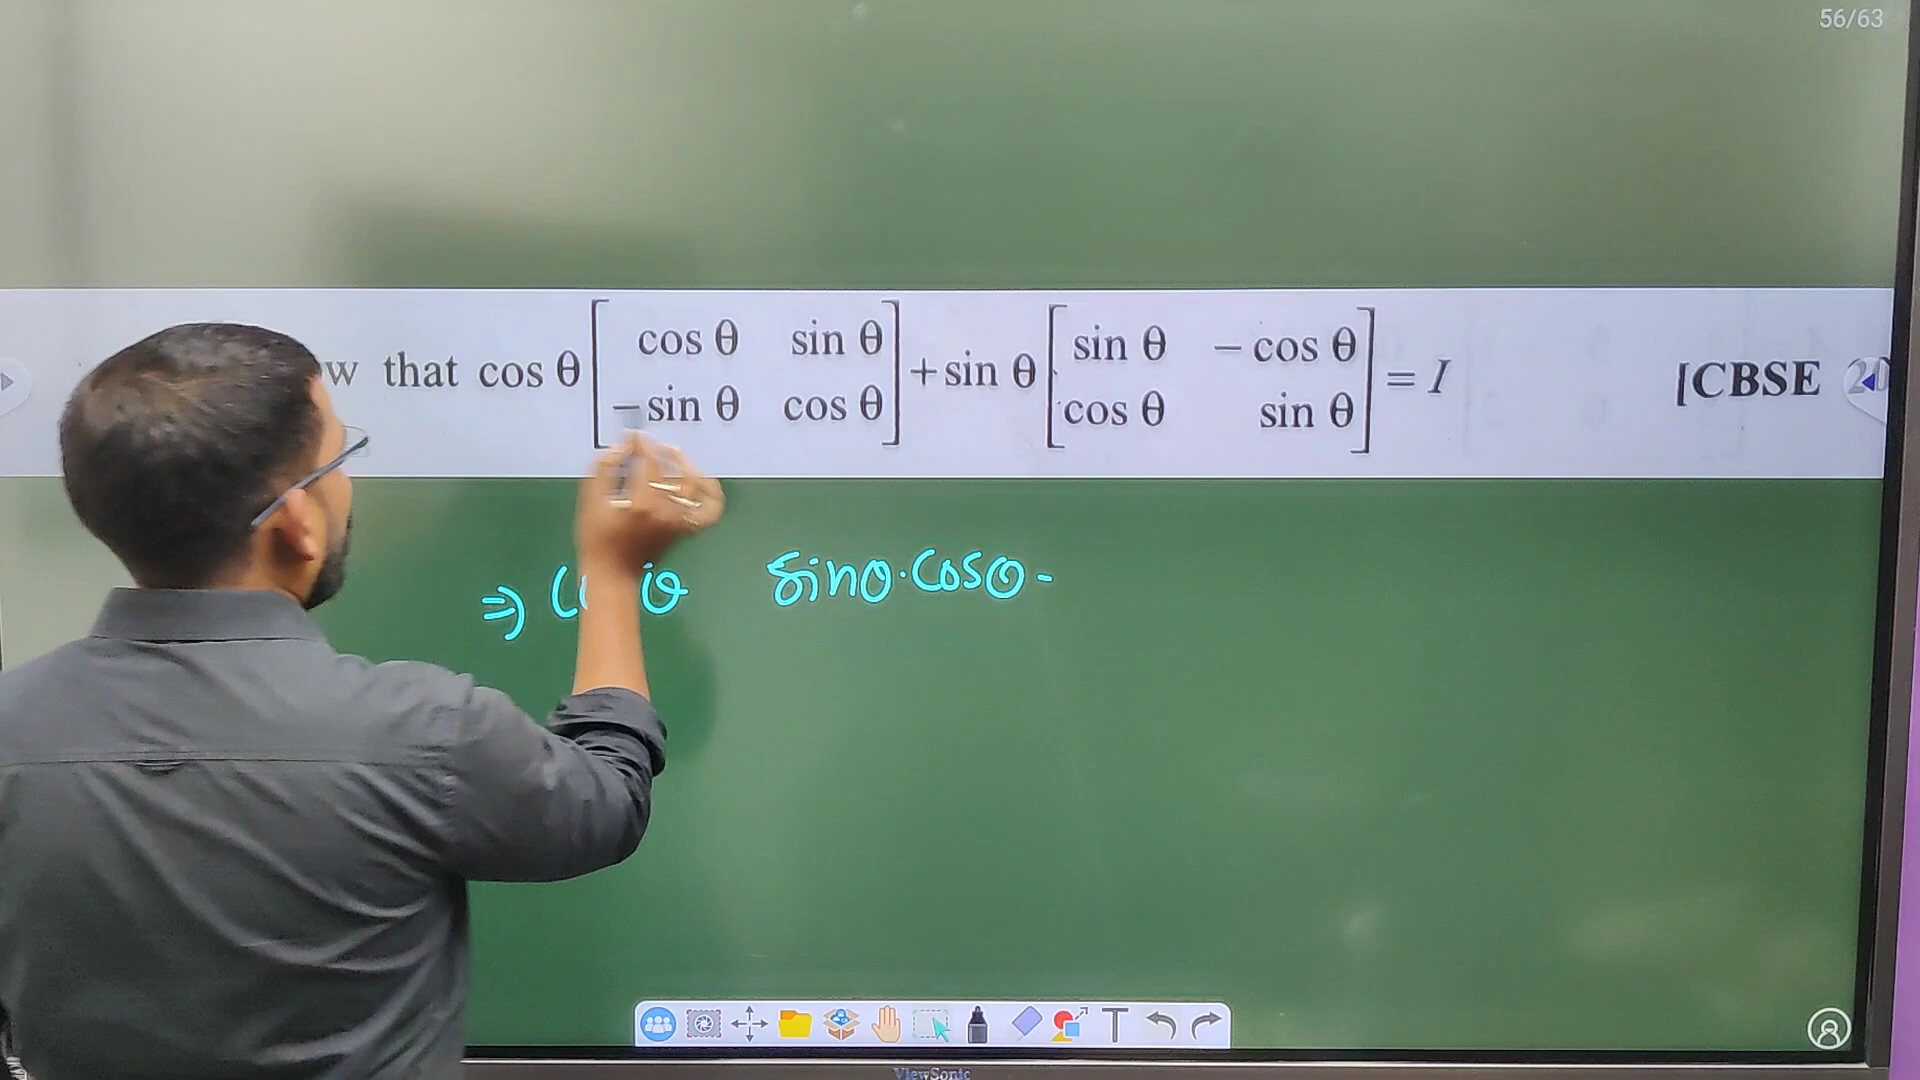 56/63
that cos θ [ cos θ sin θ ] + sin θ [ sin θ - cos θ ] = I [CBSE
[ - sin θ cos θ ] [ cos θ sin θ ]
⇒ θ sinθ·cosθ -
ViewSonic